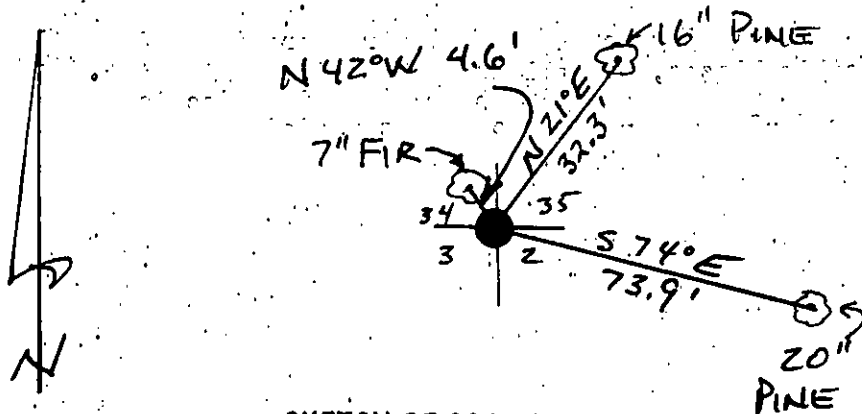 16" PINE
N 42°W 4.6'
N 21°E
32.3'
7" FIR
34 35
3 2
S 74°E
73.9'
20"
PINE
N